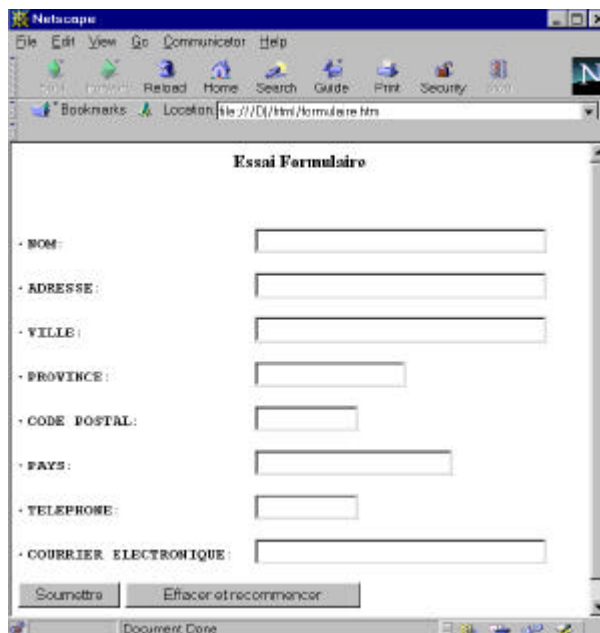 Netscape
File Edit View Go Communicator Help
Reload Home Search Guide Print Security
Bookmarks Location: file:///D|/html/formulaire.htm
N
Essai Formulaire
- NOM:
- ADRESSE:
- VILLE:
- PROVINCE:
- CODE POSTAL:
- PAYS:
- TELEPHONE:
- COURRIER ELECTRONIQUE:
Soumettre Effacer et recommencer
Document Done